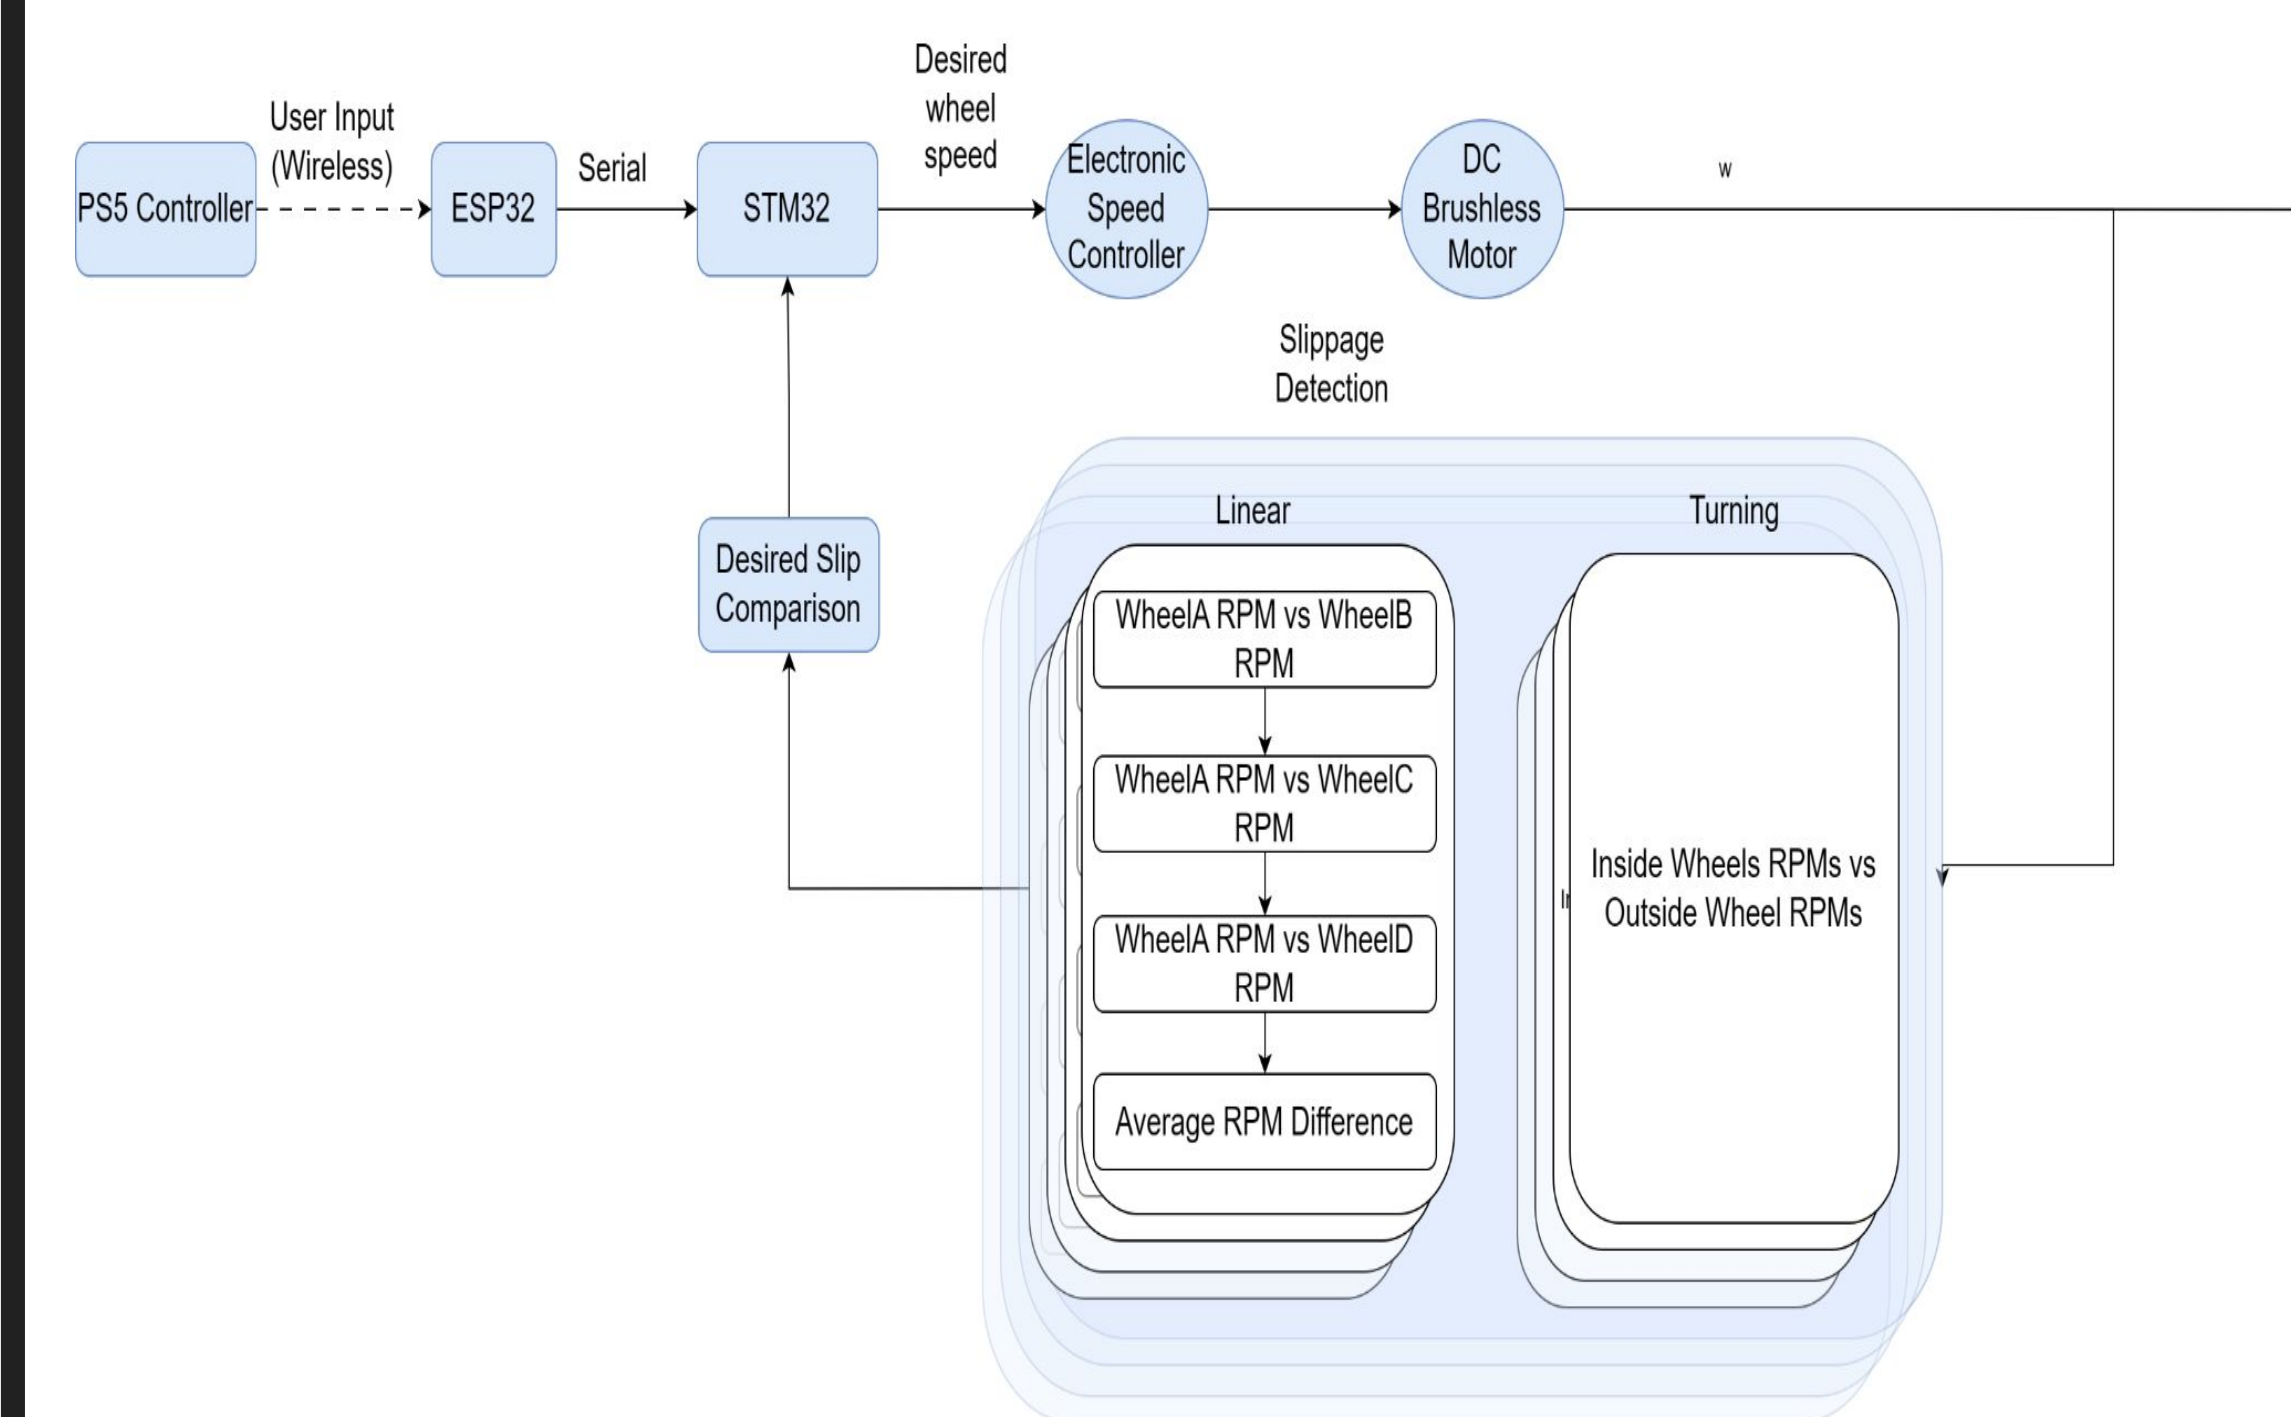 Desired
wheel
speed
User Input
(Wireless)
Serial
PS5 Controller
ESP32
STM32
Electronic
Speed
Controller
DC
Brushless
Motor
w
Slippage
Detection
Linear
Turning
Desired Slip
Comparison
WheelA RPM vs WheelB
RPM
WheelA RPM vs WheelC
RPM
WheelA RPM vs WheelD
RPM
Average RPM Difference
Inside Wheels RPMs vs
Outside Wheel RPMs